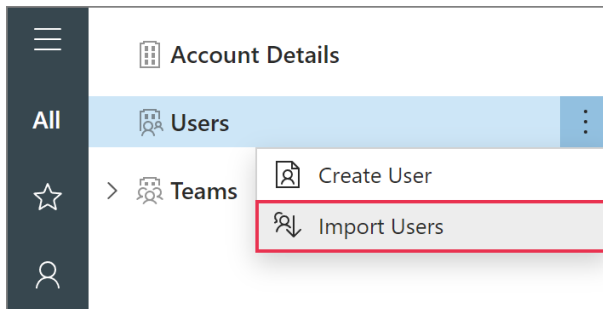 Account Details
All
Users
Teams
Create User
Import Users